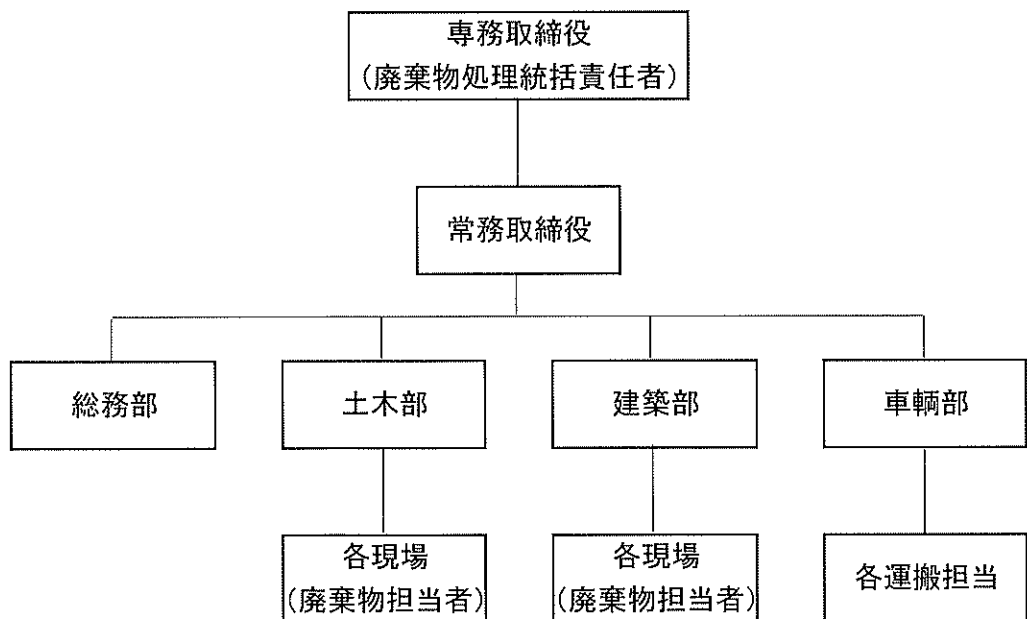 専務取締役
（廃棄物処理統括責任者）
常務取締役
総務部
土木部
建築部
車輌部
各現場
（廃棄物担当者）
各現場
（廃棄物担当者）
各運搬担当